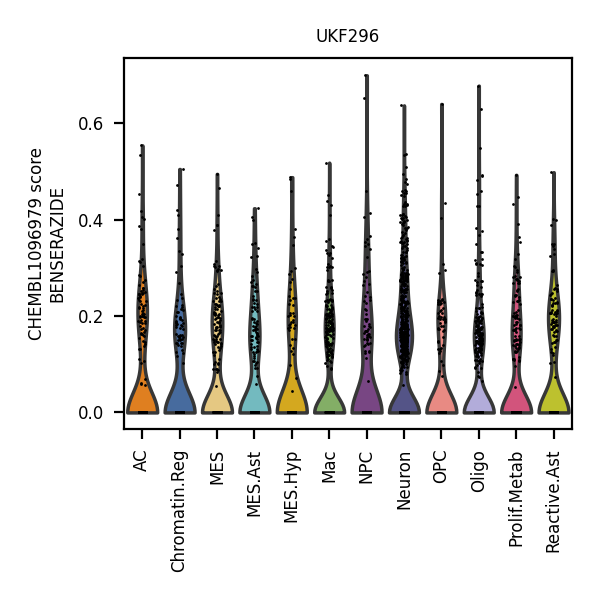 UKF296
CHEMBL1096979 score
BENSERAZIDE
0.6
0.4
0.2
0.0
AC
Chromatin.Reg
MES
MES.Ast
MES.Hyp
Mac
NPC
Neuron
OPC
Oligo
Prolif.Metab
Reactive.Ast